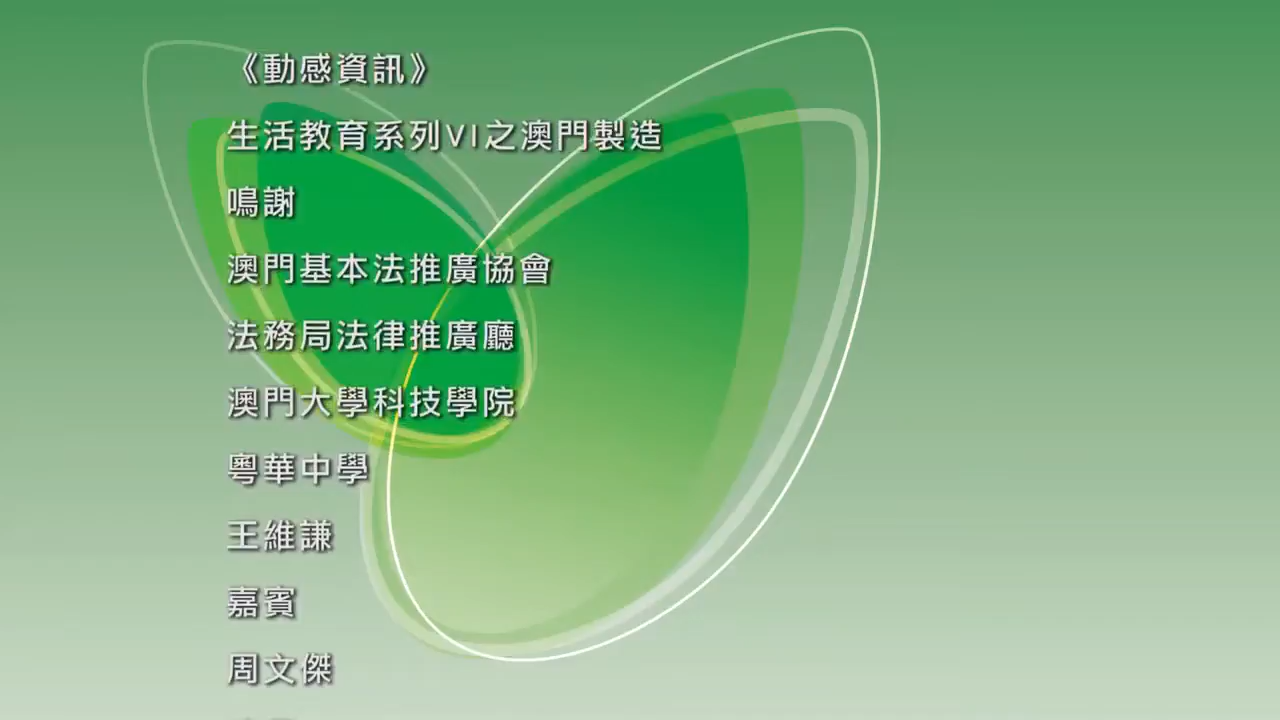 《動感資訊》
生活教育系列VI之澳門製造
鳴謝
澳門基本法推廣協會
法務局法律推廣廳
澳門大學科技學院
粵華中學
王維謙
嘉賓
周文傑